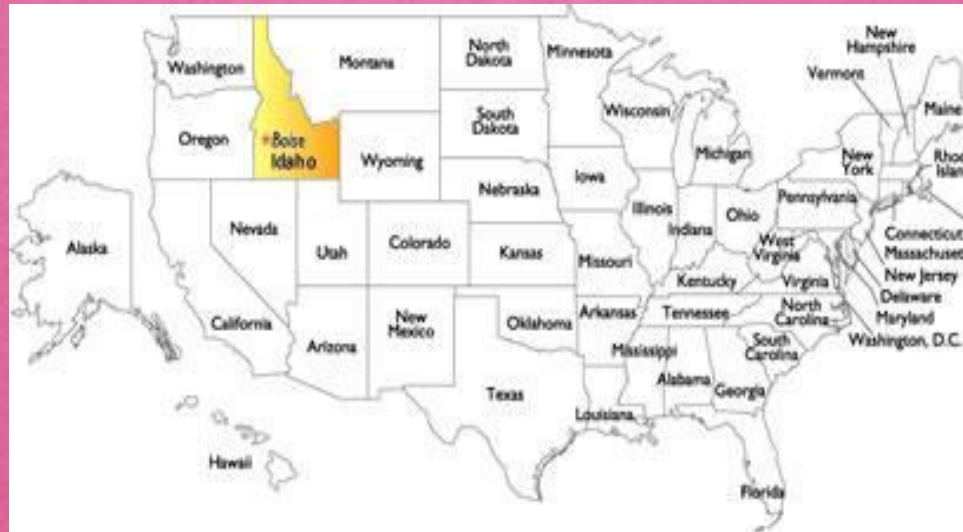 New
Hampshire
Vermont
Washington
Montana
North
Dakota
Minnesota
Maine
Oregon
+Boise
Idaho
Wyoming
South
Dakota
Wisconsin
Michigan
New
York
Rhod
Islan
Nebraska
Iowa
Illinois
Indiana
Ohio
Pennsylvania
Alaska
Nevada
Utah
Colorado
Kansas
Missouri
West
Virginia
Connecticut
Massachuset
Kentucky
Virginia
New Jersey
Delaware
California
Arizona
New
Mexico
Oklahoma
Arkansas
Tennessee
North
Carolina
Maryland
Washington, D.C.
Mississippi
South
Carolina
Texas
Alabama
Georgia
Louisiana
Hawaii
Florida